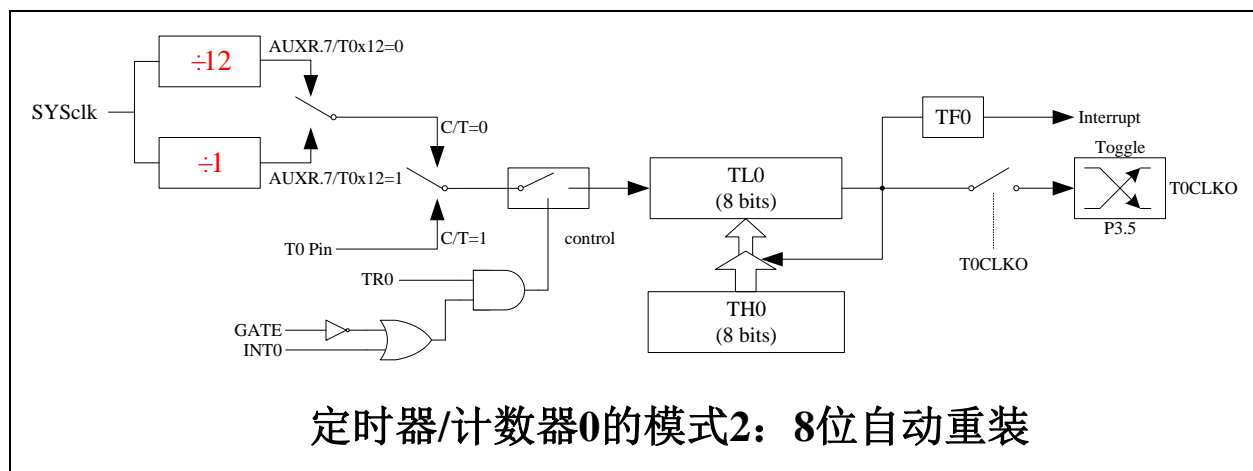 AUXR.7/T0x12=0
÷12
SYSclk
C/T=0
÷1
AUXR.7/T0x12=1
T0 Pin
C/T=1
control
TR0
GATE
INT0
TL0
(8 bits)
TH0
(8 bits)
TF0
Interrupt
Toggle
T0CLKO
P3.5
T0CLKO
定时器/计数器0的模式2：8位自动重装